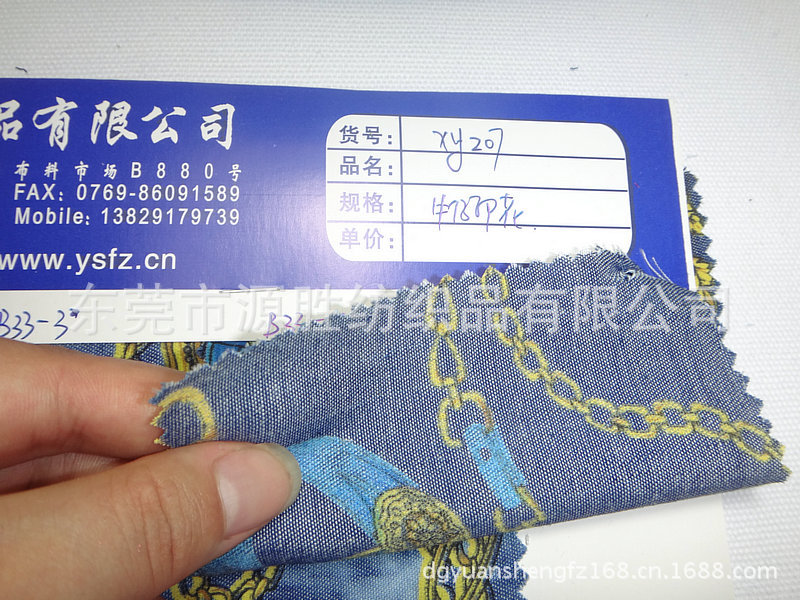 品有限公司
布料市场B880号
FAX: 0769-86091589
Mobile: 13829179739
www.ysfz.cn
货号: xy207
品名:
规格:
单价:
B33-3#
东莞市源胜纺织品有限公司
dgyuanshengfz168.cn.1688.com